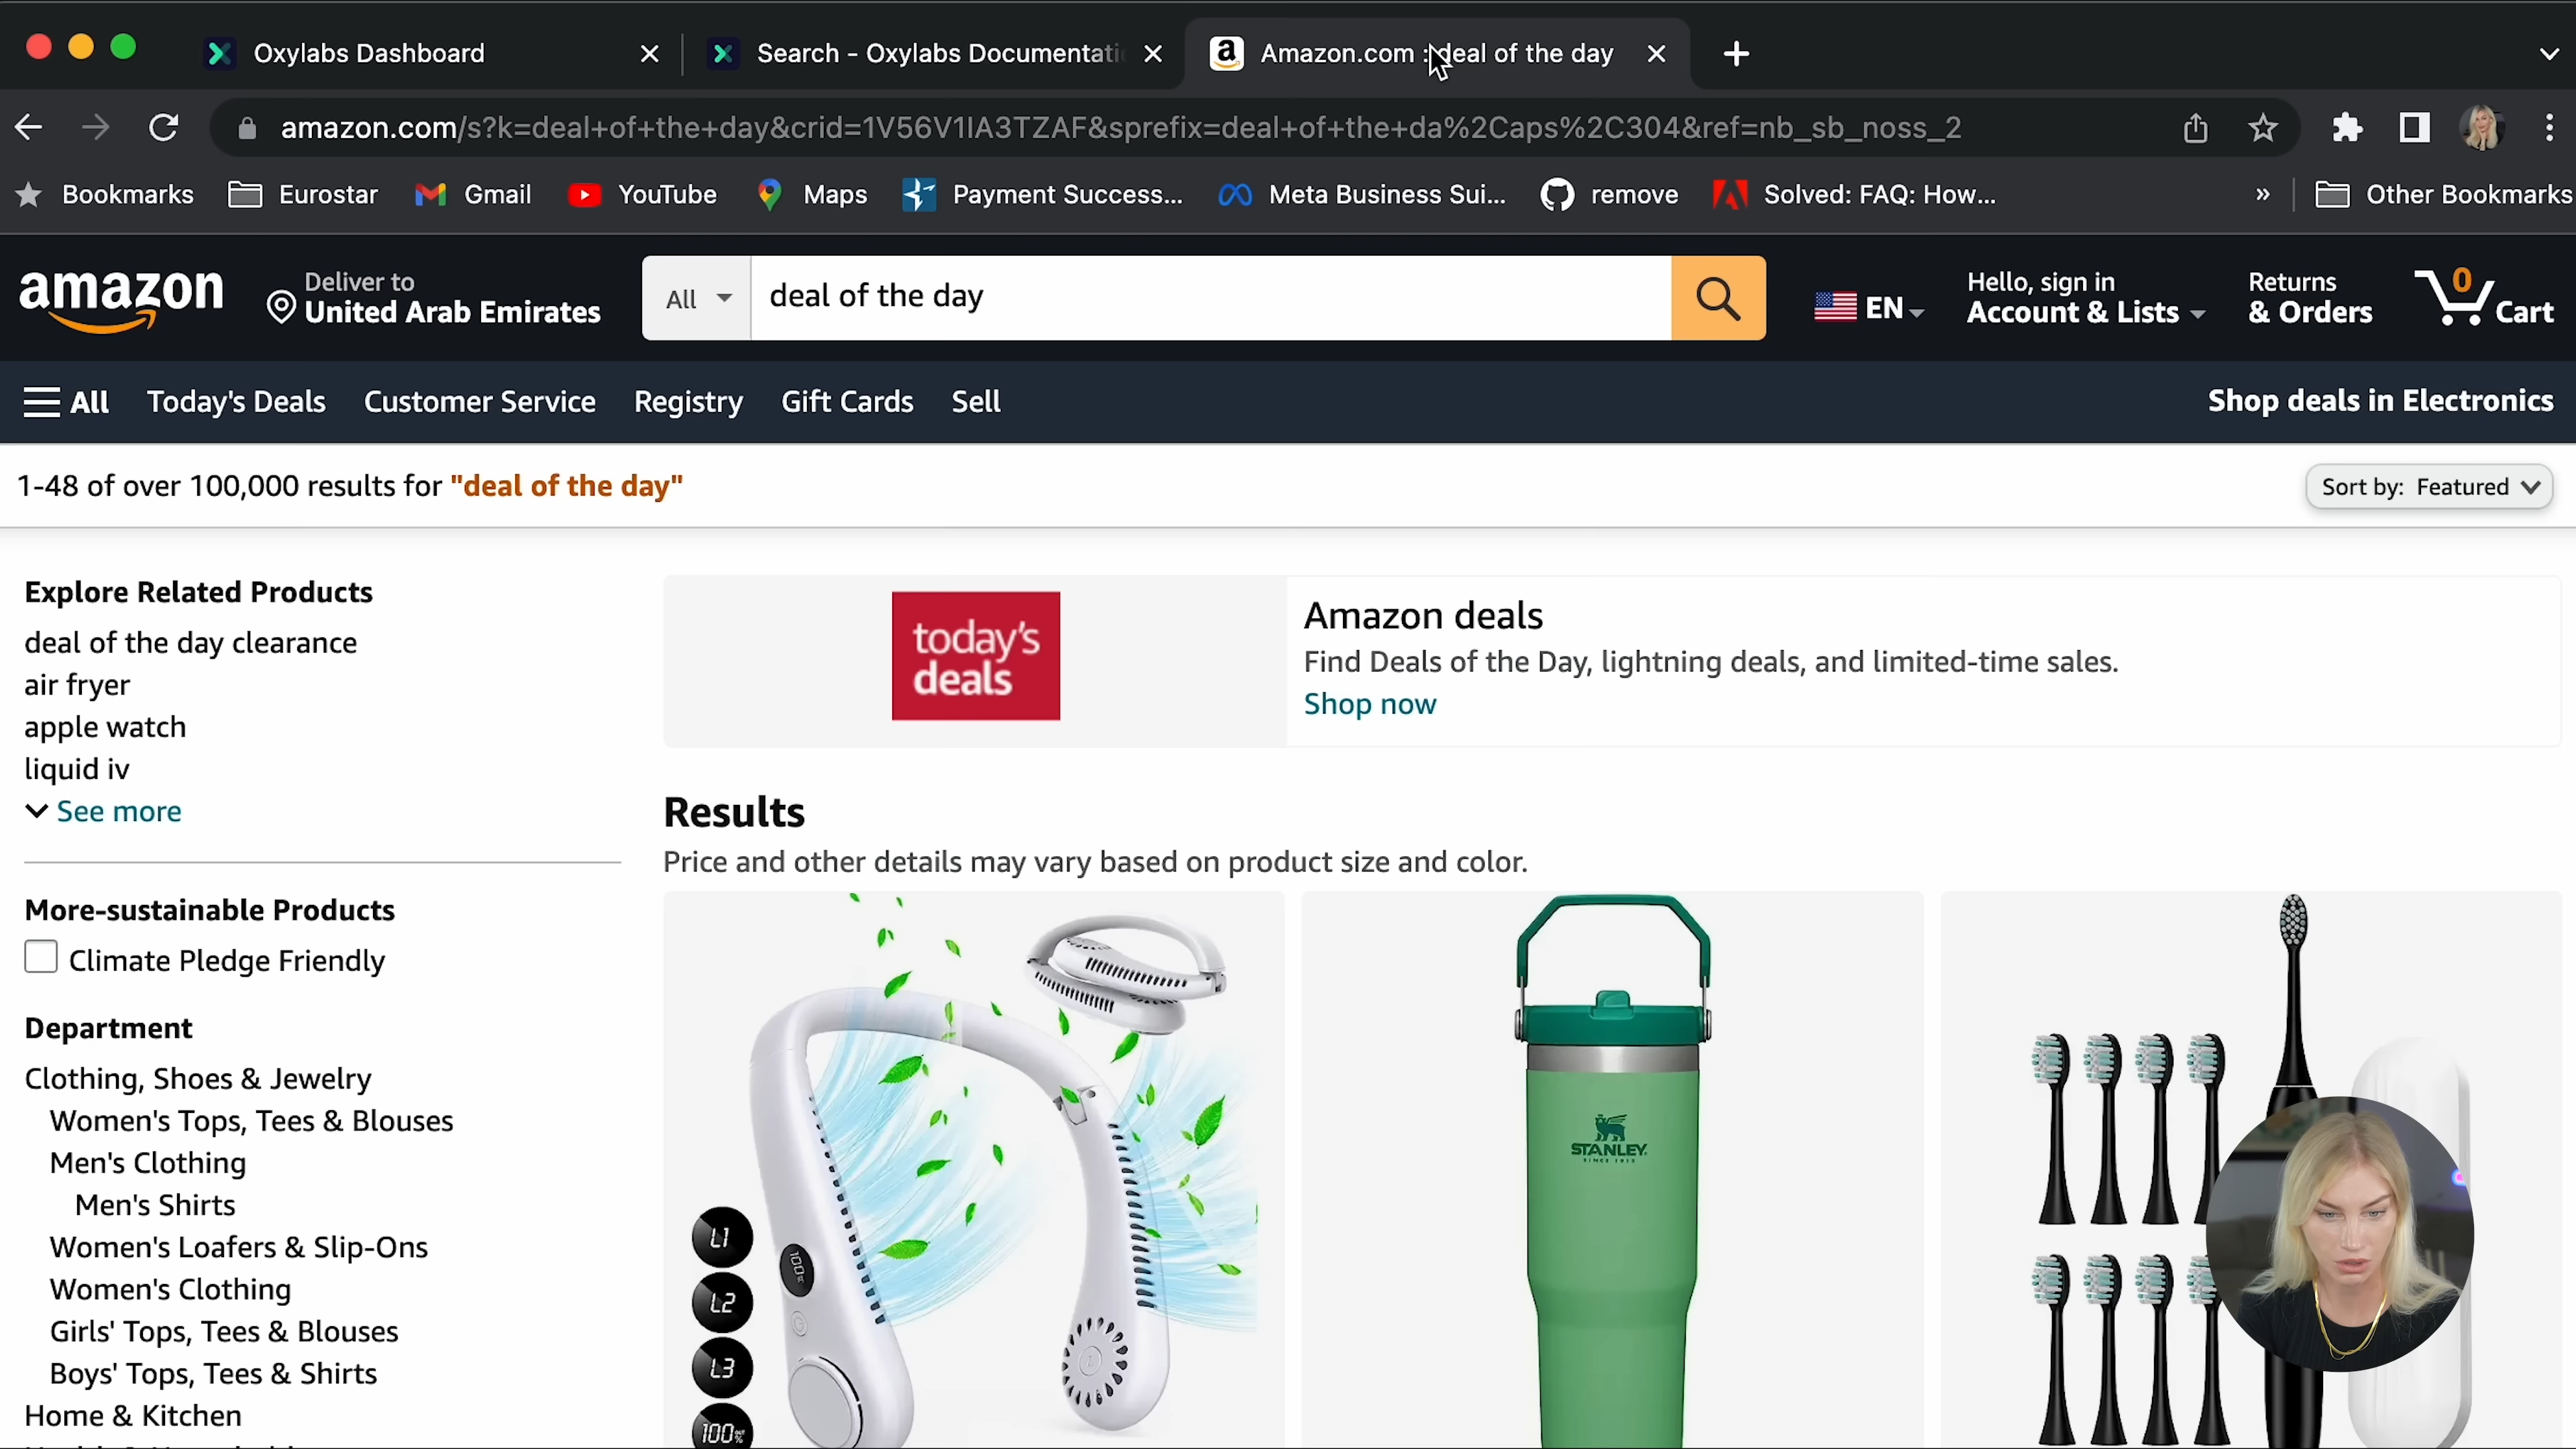 Oxylabs Dashboard
Search - Oxylabs Documentati
Amazon.com : deal of the day
amazon.com/s?k=deal+of+the+day&crid=1V56V1IA3TZAF&sprefix=deal+of+the+da%2Caps%2C304&ref=nb_sb_noss_2
Bookmarks
Eurostar
Gmail
YouTube
Maps
Payment Success...
Meta Business Sui...
remove
Solved: FAQ: How...
»
Other Bookmarks
amazon
Deliver to
United Arab Emirates
All
deal of the day
EN
Hello, sign in
Account & Lists
Returns
& Orders
0
Cart
All
Today's Deals
Customer Service
Registry
Gift Cards
Sell
Shop deals in Electronics
1-48 of over 100,000 results for "deal of the day"
Sort by: Featured
Explore Related Products
deal of the day clearance
air fryer
apple watch
liquid iv
See more
More-sustainable Products
Climate Pledge Friendly
Department
Clothing, Shoes & Jewelry
Women's Tops, Tees & Blouses
Men's Clothing
Men's Shirts
Women's Loafers & Slip-Ons
Women's Clothing
Girls' Tops, Tees & Blouses
Boys' Tops, Tees & Shirts
Home & Kitchen
today's
deals
Amazon deals
Find Deals of the Day, lightning deals, and limited-time sales.
Shop now
Results
Price and other details may vary based on product size and color.
L1
L2
L3
100%
100%
STANLEY
SINCE 1913